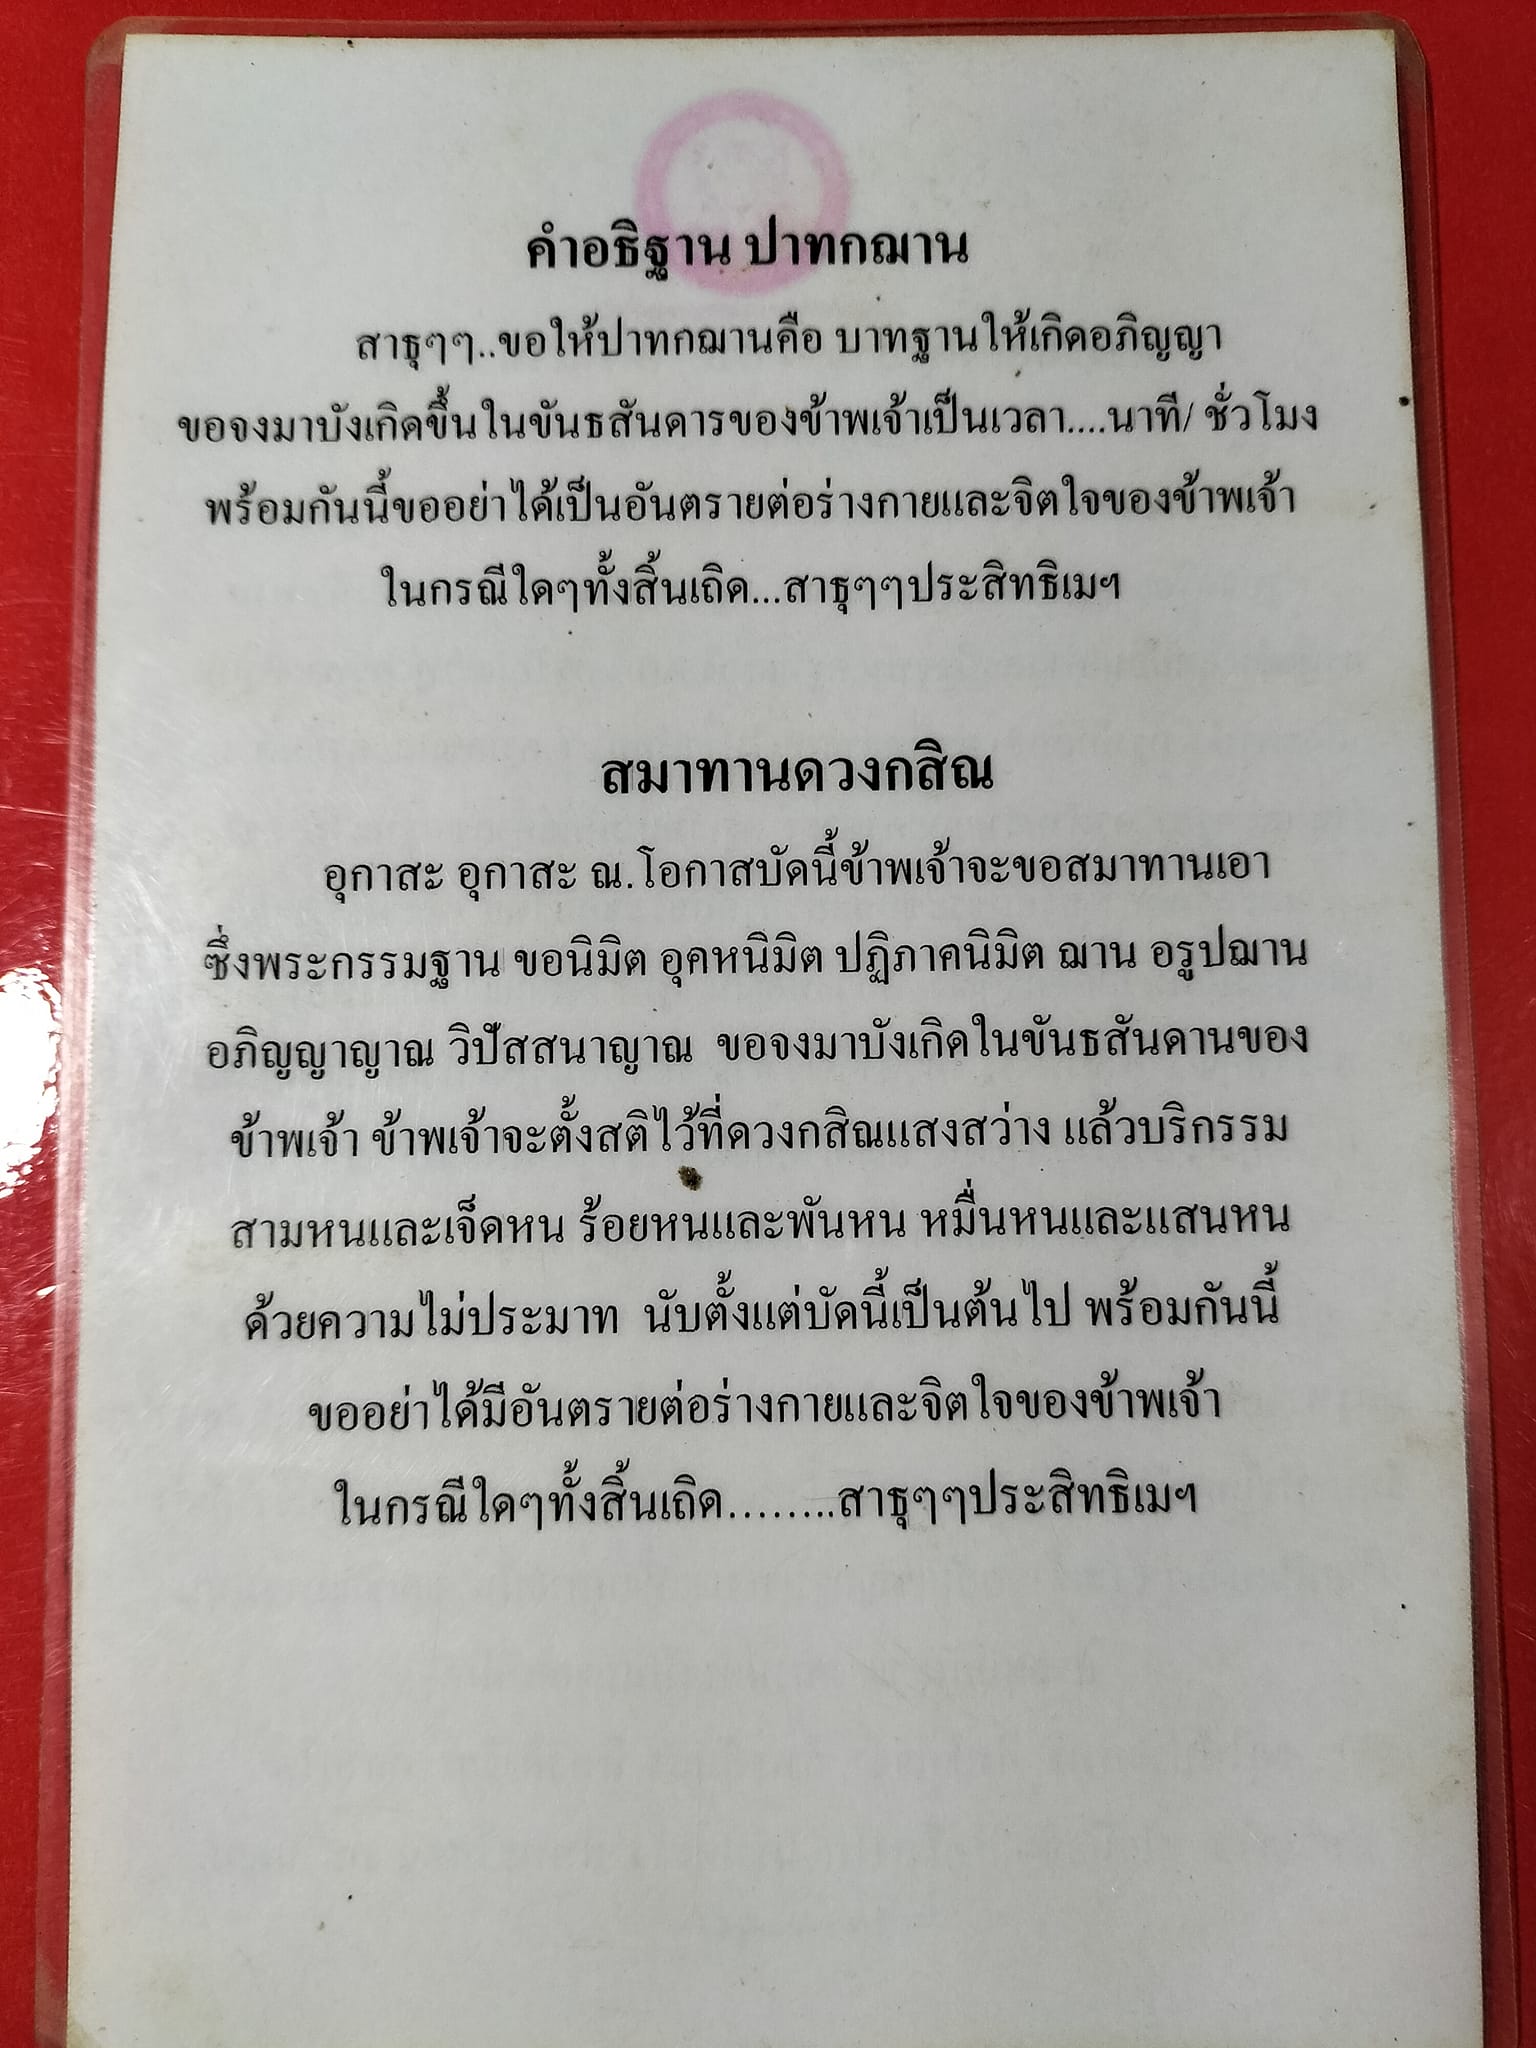 คำอธิฐาน ปาทกฌาน
สาธุๆๆ..ขอให้ปาทกฌานคือ บาทฐานให้เกิดอภิญญา
ขอจงมาบังเกิดขึ้นในขันธสันดารของข้าพเจ้าเป็นเวลา....นาที/ ชั่วโมง
พร้อมกันนี้ขออย่าได้เป็นอันตรายต่อร่างกายและจิตใจของข้าพเจ้า
ในกรณีใดๆทั้งสิ้นเถิด...สาธุๆๆประสิทธิเมฯ
สมาทานดวงกสิณ
อุกาสะ อุกาสะ ณ.โอกาสบัดนี้ข้าพเจ้าจะขอสมาทานเอา
ซึ่งพระกรรมฐาน ขอนิมิต อุคหนิมิต ปฏิภาคนิมิต ฌาน อรูปฌาน
อภิญญาญาณ วิปัสสนาญาณ ขอจงมาบังเกิดในขันธสันดานของ
ข้าพเจ้า ข้าพเจ้าจะตั้งสติไว้ที่ดวงกสิณแสงสว่าง แล้วบริกรรม
สามหนและเจ็ดหน ร้อยหนและพันหน หมื่นหนและแสนหน
ด้วยความไม่ประมาท นับตั้งแต่บัดนี้เป็นต้นไป พร้อมกันนี้
ขออย่าได้มีอันตรายต่อร่างกายและจิตใจของข้าพเจ้า
ในกรณีใดๆทั้งสิ้นเถิด........สาธุๆๆประสิทธิเมฯ